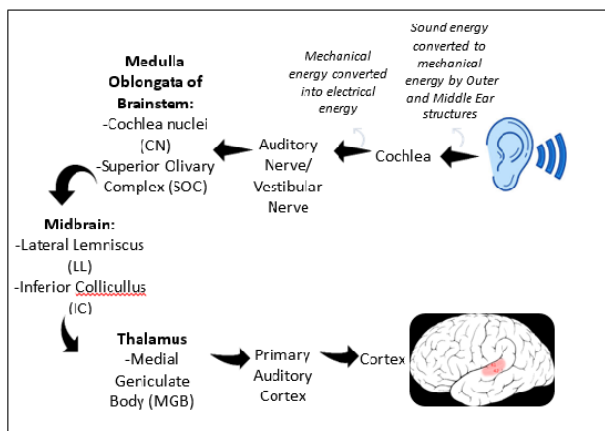 Sound energy
converted to
mechanical
energy by Outer
and Middle Ear
structures
Mechanical
energy converted
into electrical
energy
Cochlea
Auditory
Nerve/
Vestibular
Nerve
Medulla
Oblongata of
Brainstem:
-Cochlea nuclei
(CN)
-Superior Olivary
Complex (SOC)
Midbrain:
-Lateral Lemniscus
(LL)
-Inferior Collicullus
(IC)
Thalamus
-Medial
Gericulate
Body (MGB)
Primary
Auditory
Cortex
Cortex